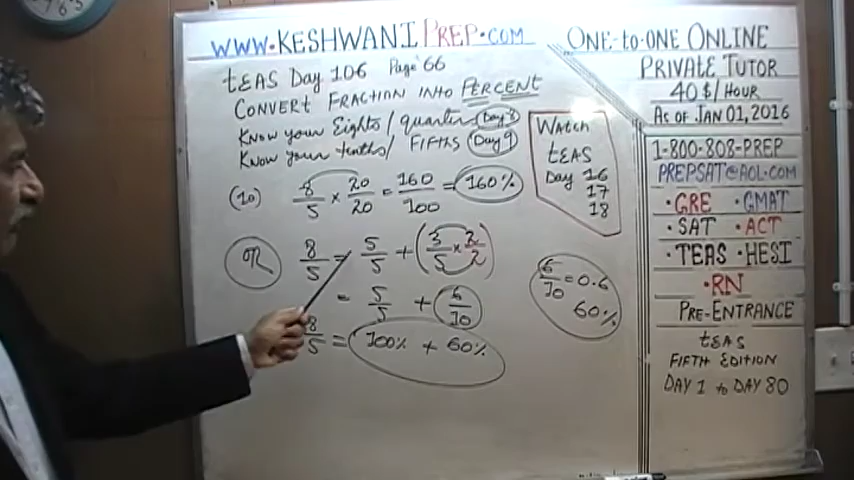 WWW.KESHWANIPREP.COM
TEAS Day 106 Page 66
CONVERT FRACTION INTO PERCENT
KNOW YOUR Eights/quarters Day 8
KNOW YOUR tenths/ FIFTHS Day 9
(10) 8/5 × 20/20 = 160/100 = 160%
OR 8/5 = 5/5 + (3/5 × 2/2)
= 5/5 + 6/10
8/5 = 100% + 60%
WATCH
TEAS
Day 16
17
18
6/10 = 0.6
60%
ONE-to-ONE ONLINE
PRIVATE TUTOR
40$/HOUR
AS OF JAN 01, 2016
1-800-808-PREP
PREPSAT@AOL.COM
•GRE •GMAT
•SAT •ACT
•TEAS •HESI
•RN
PRE-ENTRANCE
TEAS
FIFTH EDITION
DAY 1 to DAY 80